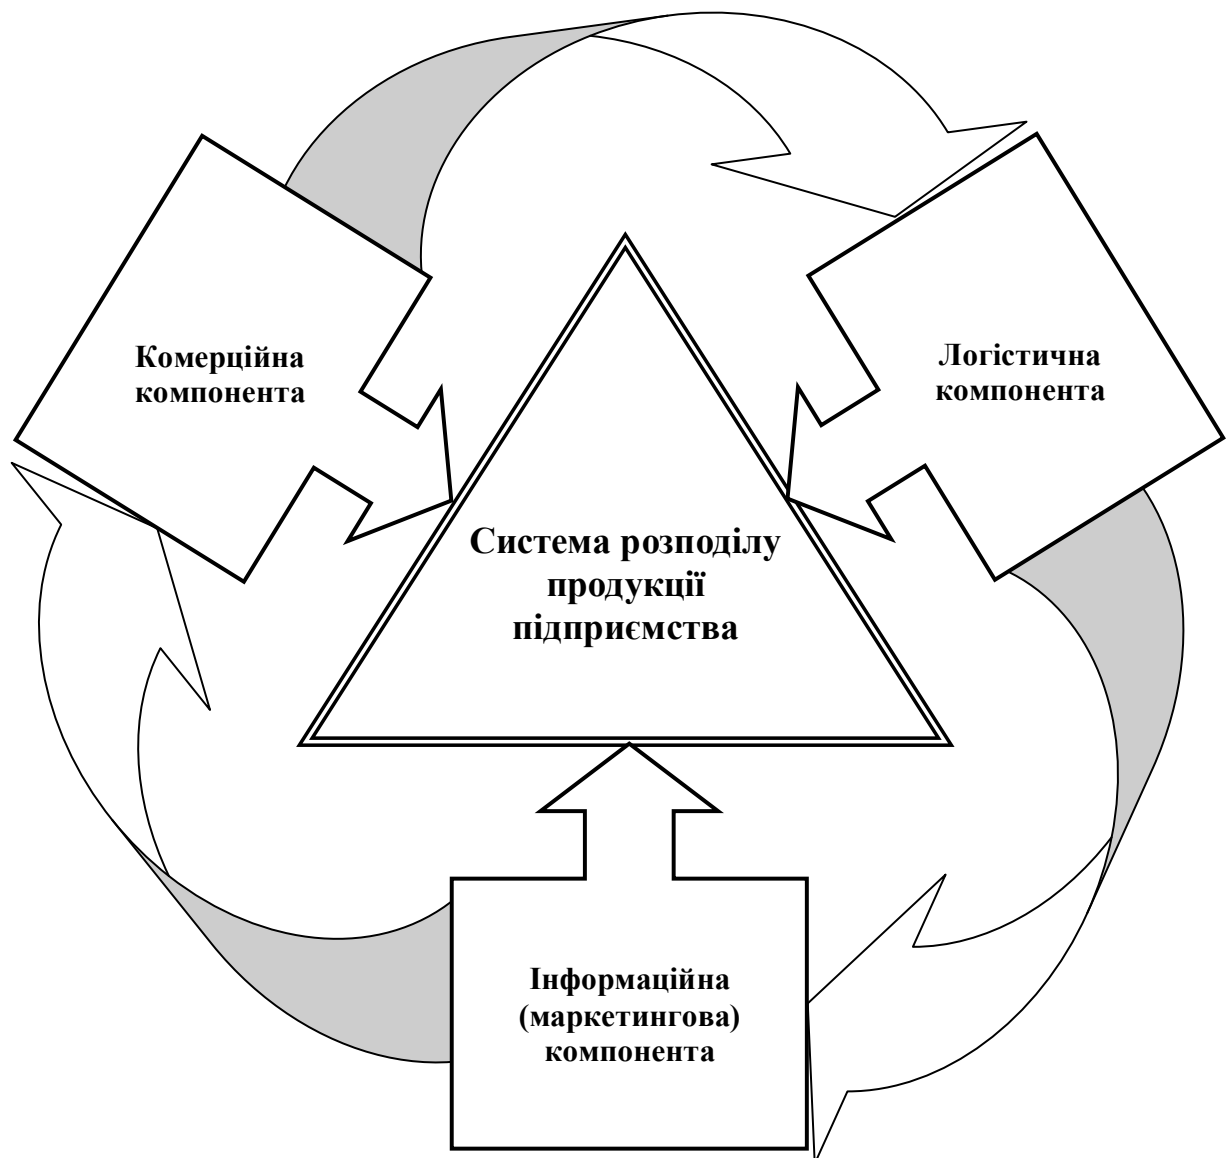 Комерційна
компонента
Логістична
компонента
Система розподілу
продукції
підприємства
Інформаційна
(маркетингова)
компонента